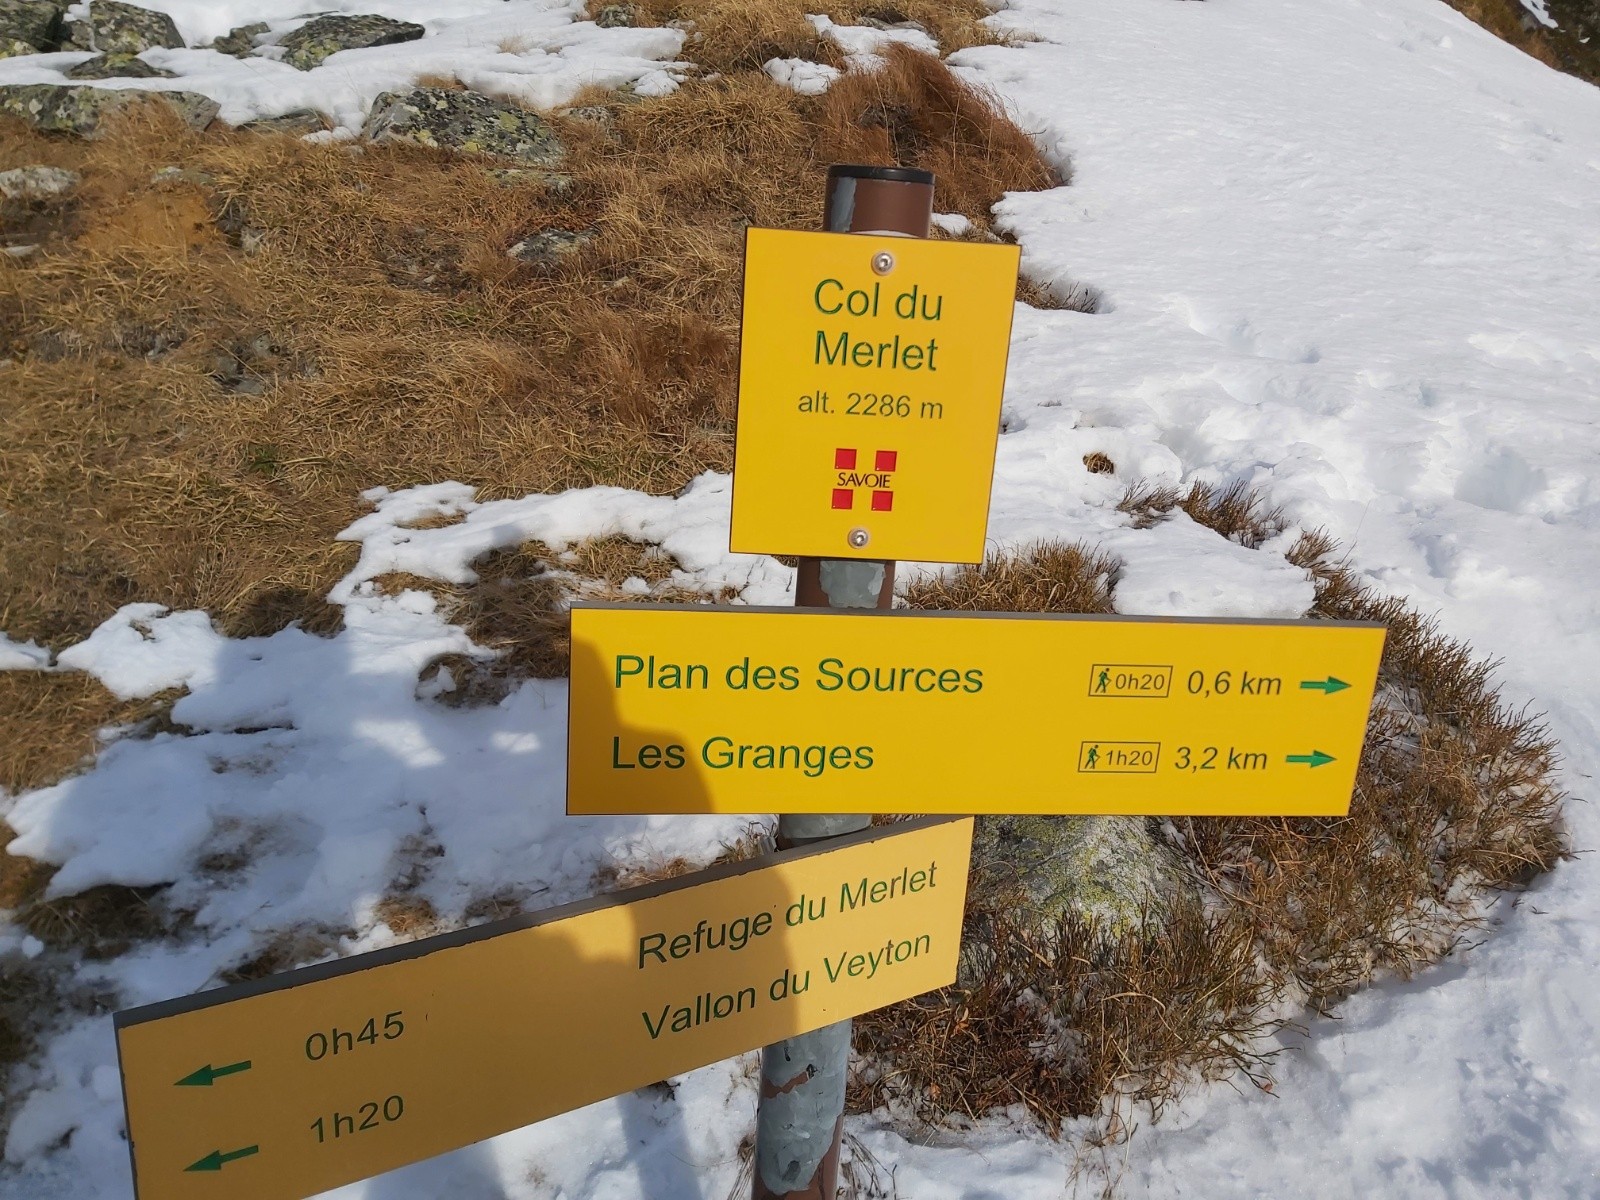 Col du
Merlet
alt. 2286 m
SAVOIE
Plan des Sources 0h20 0,6 km
Les Granges 1h20 3,2 km
0h45 Refuge du Merlet
1h20 Vallon du Veyton